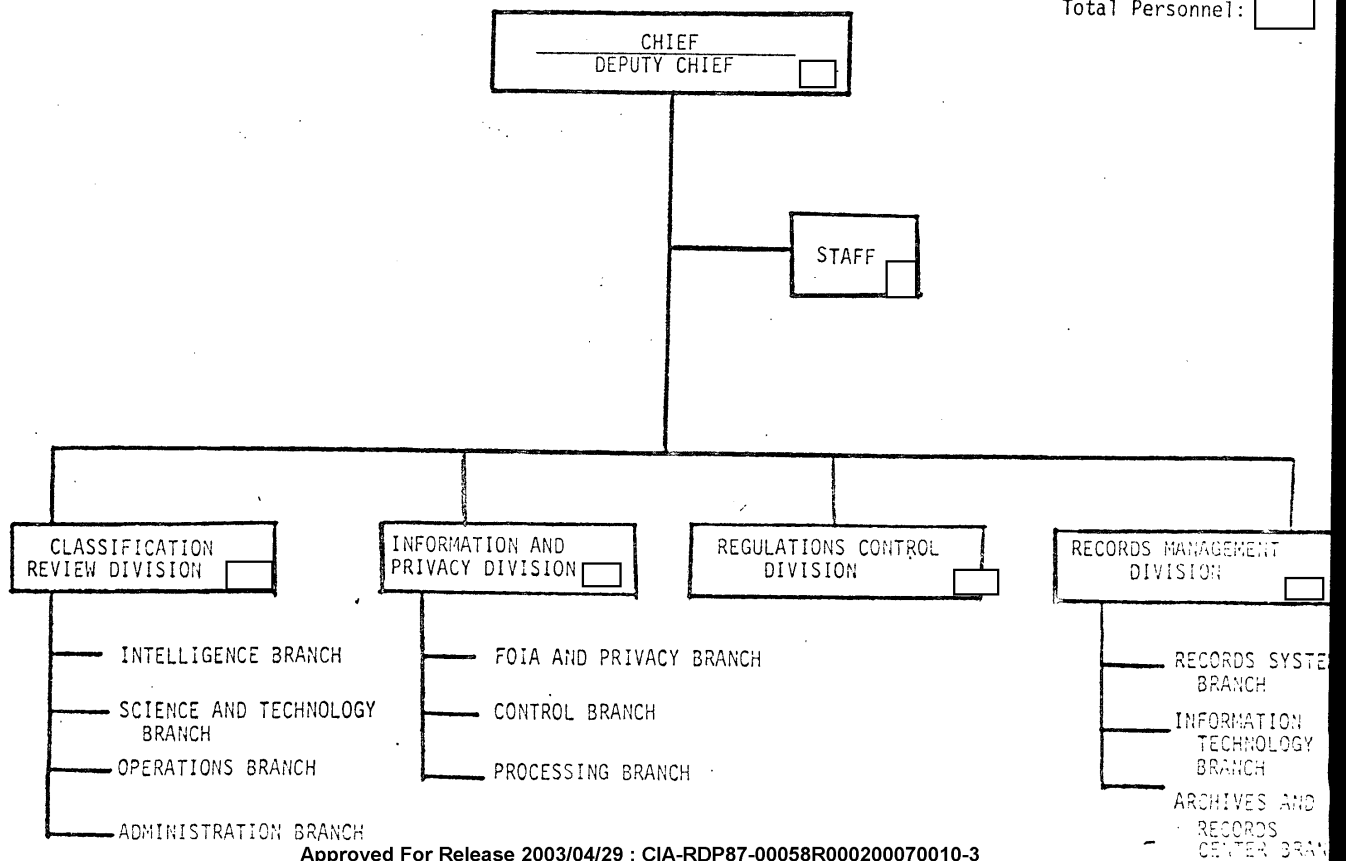 Total Personnel:
CHIEF
DEPUTY CHIEF
STAFF
CLASSIFICATION
REVIEW DIVISION
INFORMATION AND
PRIVACY DIVISION
REGULATIONS CONTROL
DIVISION
RECORDS MANAGEMENT
DIVISION
INTELLIGENCE BRANCH
SCIENCE AND TECHNOLOGY
BRANCH
OPERATIONS BRANCH
ADMINISTRATION BRANCH
FOIA AND PRIVACY BRANCH
CONTROL BRANCH
PROCESSING BRANCH
RECORDS SYSTE
BRANCH
INFORMATION
TECHNOLOGY
BRANCH
ARCHIVES AND
RECORDS
CENTER BRAN
Approved For Release 2003/04/29 : CIA-RDP87-00058R000200070010-3